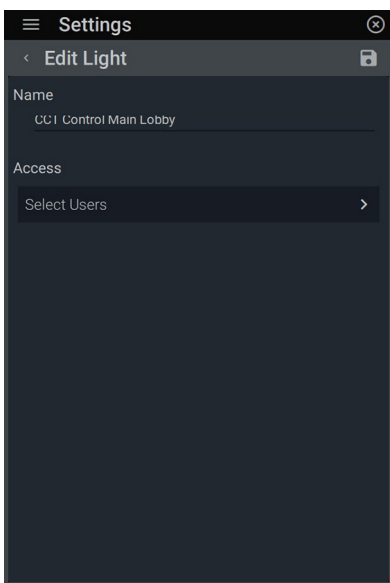 Settings
Edit Light
Name
CCT Control Main Lobby
Access
Select Users